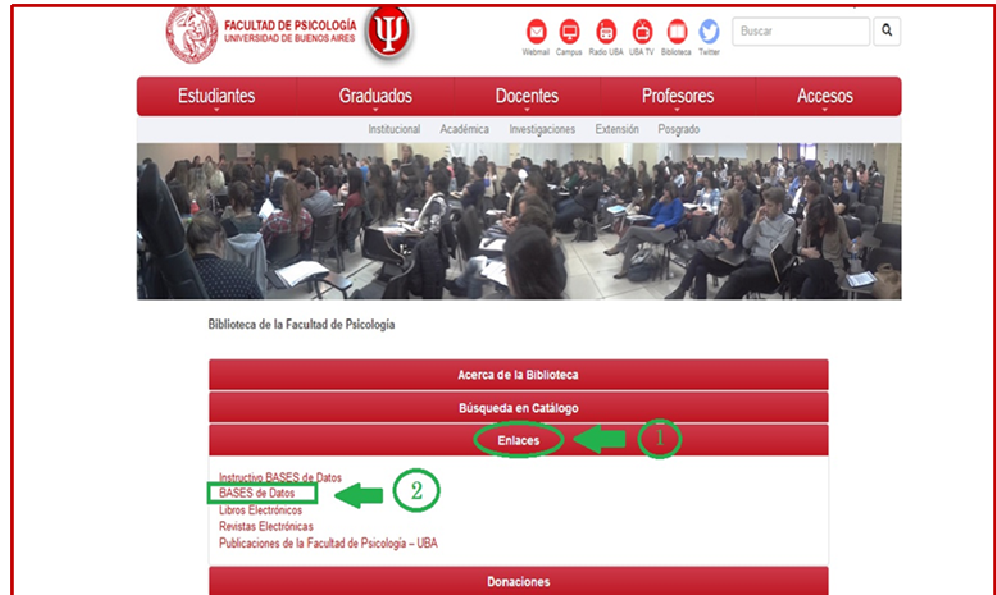 FACULTAD DE PSICOLOGÍA
UNIVERSIDAD DE BUENOS AIRES
Ψ
Webmail Campus Radio UBA UBA TV Biblioteca Twitter
Buscar
Estudiantes Graduados Docentes Profesores Accesos
Institucional Académica Investigaciones Extensión Posgrado
Biblioteca de la Facultad de Psicología
Acerca de la Biblioteca
Búsqueda en Catálogo
Enlaces 1
Instructivo BASES de Datos
BASES de Datos 2
Libros Electrónicos
Revistas Electrónicas
Publicaciones de la Facultad de Psicología – UBA
Donaciones